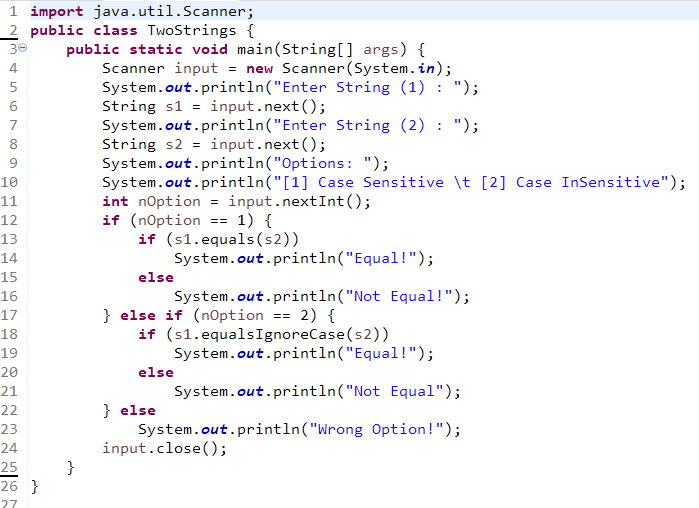 1 import java.util.Scanner;
2 public class TwoStrings {
3 public static void main(String[] args) {
4 Scanner input = new Scanner(System.in);
5 System.out.println("Enter String (1) : ");
6 String s1 = input.next();
7 System.out.println("Enter String (2) : ");
8 String s2 = input.next();
9 System.out.println("Options: ");
10 System.out.println("[1] Case Sensitive \t [2] Case InSensitive");
11 int nOption = input.nextInt();
12 if (nOption == 1) {
13 if (s1.equals(s2))
14 System.out.println("Equal!");
15 else
16 System.out.println("Not Equal!");
17 } else if (nOption == 2) {
18 if (s1.equalsIgnoreCase(s2))
19 System.out.println("Equal!");
20 else
21 System.out.println("Not Equal");
22 } else
23 System.out.println("Wrong Option!");
24 input.close();
25 }
26 }
27